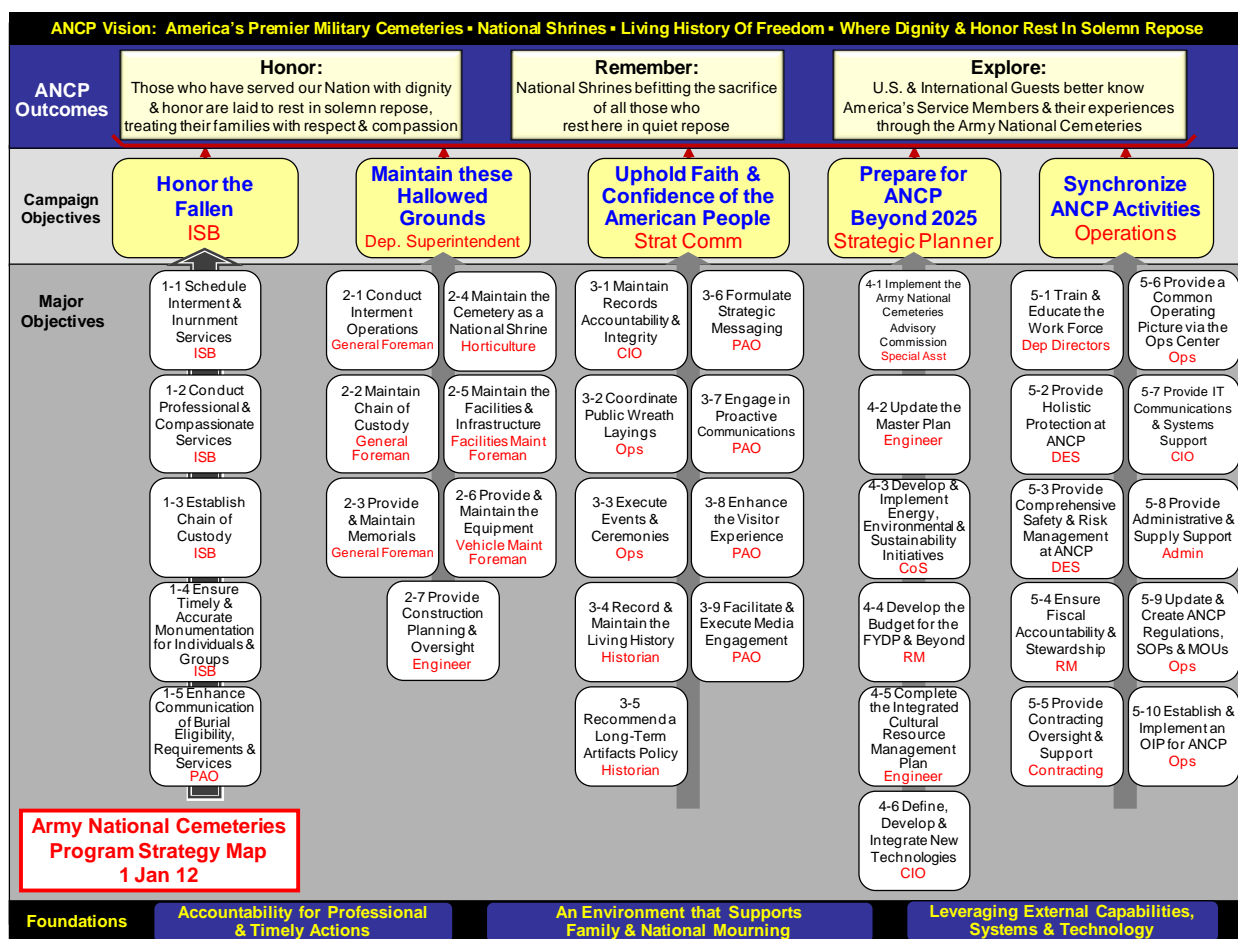 ANCP Vision: America's Premier Military Cemeteries ▪ National Shrines ▪ Living History Of Freedom ▪ Where Dignity & Honor Rest In Solemn Repose
ANCP
Outcomes
Honor:
Those who have served our Nation with dignity
& honor are laid to rest in solemn repose,
treating their families with respect & compassion
Remember:
National Shrines befitting the sacrifice
of all those who
rest here in quiet repose
Explore:
U.S. & International Guests better know
America's Service Members & their experiences
through the Army National Cemeteries
Campaign
Objectives
Honor the
Fallen
ISB
Maintain these
Hallowed
Grounds
Dep. Superintendent
Uphold Faith &
Confidence of the
American People
Strat Comm
Prepare for
ANCP
Beyond 2025
Strategic Planner
Synchronize
ANCP Activities
Operations
Major
Objectives
1-1 Schedule
Interment &
Inurnment
Services
ISB
1-2 Conduct
Professional &
Compassionate
Services
ISB
1-3 Establish
Chain of
Custody
ISB
1-4 Ensure
Timely &
Accurate
Monumentation
for Individuals &
Groups
ISB
1-5 Enhance
Communication
of Burial
Eligibility,
Requirements &
Services
PAO
2-1 Conduct
Interment
Operations
General Foreman
2-2 Maintain
Chain of
Custody
General
Foreman
2-3 Provide
& Maintain
Memorials
General Foreman
2-4 Maintain the
Cemetery as a
National Shrine
Horticulture
2-5 Maintain the
Facilities &
Infrastructure
Facilities Maint
Foreman
2-6 Provide &
Maintain the
Equipment
Vehicle Maint
Foreman
2-7 Provide
Construction
Planning &
Oversight
Engineer
3-1 Maintain
Records
Accountability &
Integrity
CIO
3-2 Coordinate
Public Wreath
Layings
Ops
3-3 Execute
Events &
Ceremonies
Ops
3-4 Record &
Maintain the
Living History
Historian
3-5
Recommend a
Long-Term
Artifacts Policy
Historian
3-6 Formulate
Strategic
Messaging
PAO
3-7 Engage in
Proactive
Communications
PAO
3-8 Enhance
the Visitor
Experience
PAO
3-9 Facilitate &
Execute Media
Engagement
PAO
4-1 Implement the
Army National
Cemeteries
Advisory
Commission
Special Asst
4-2 Update the
Master Plan
Engineer
4-3 Develop &
Implement
Energy,
Environmental &
Sustainability
Initiatives
CoS
4-4 Develop the
Budget for the
FYDP & Beyond
RM
4-5 Complete
the Integrated
Cultural
Resource
Management
Plan
Engineer
4-6 Define,
Develop &
Integrate New
Technologies
CIO
5-1 Train &
Educate the
Work Force
Dep Directors
5-2 Provide
Holistic
Protection at
ANCP
DES
5-3 Provide
Comprehensive
Safety & Risk
Management
at ANCP
DES
5-4 Ensure
Fiscal
Accountability &
Stewardship
RM
5-5 Provide
Contracting
Oversight &
Support
Contracting
5-6 Provide a
Common
Operating
Picture via the
Ops Center
Ops
5-7 Provide IT
Communications
& Systems
Support
CIO
5-8 Provide
Administrative &
Supply Support
Admin
5-9 Update &
Create ANCP
Regulations,
SOPs & MOUs
Ops
5-10 Establish &
Implement an
OIP for ANCP
Ops
Army National Cemeteries
Program Strategy Map
1 Jan 12
Foundations
Accountability for Professional
& Timely Actions
An Environment that Supports
Family & National Mourning
Leveraging External Capabilities,
Systems & Technology